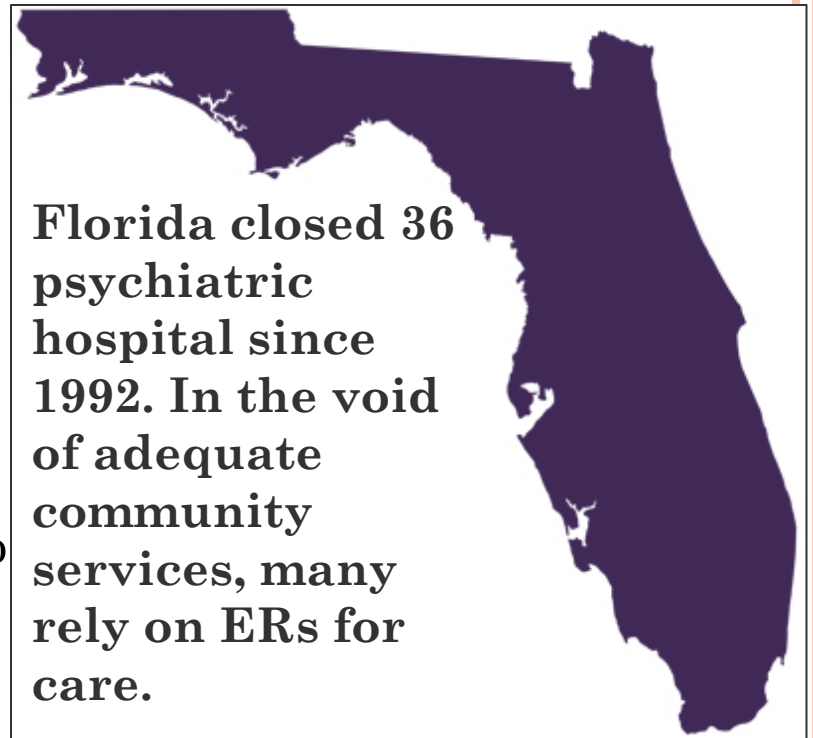 Florida closed 36
psychiatric
hospital since
1992. In the void
of adequate
community
services, many
rely on ERs for
care.